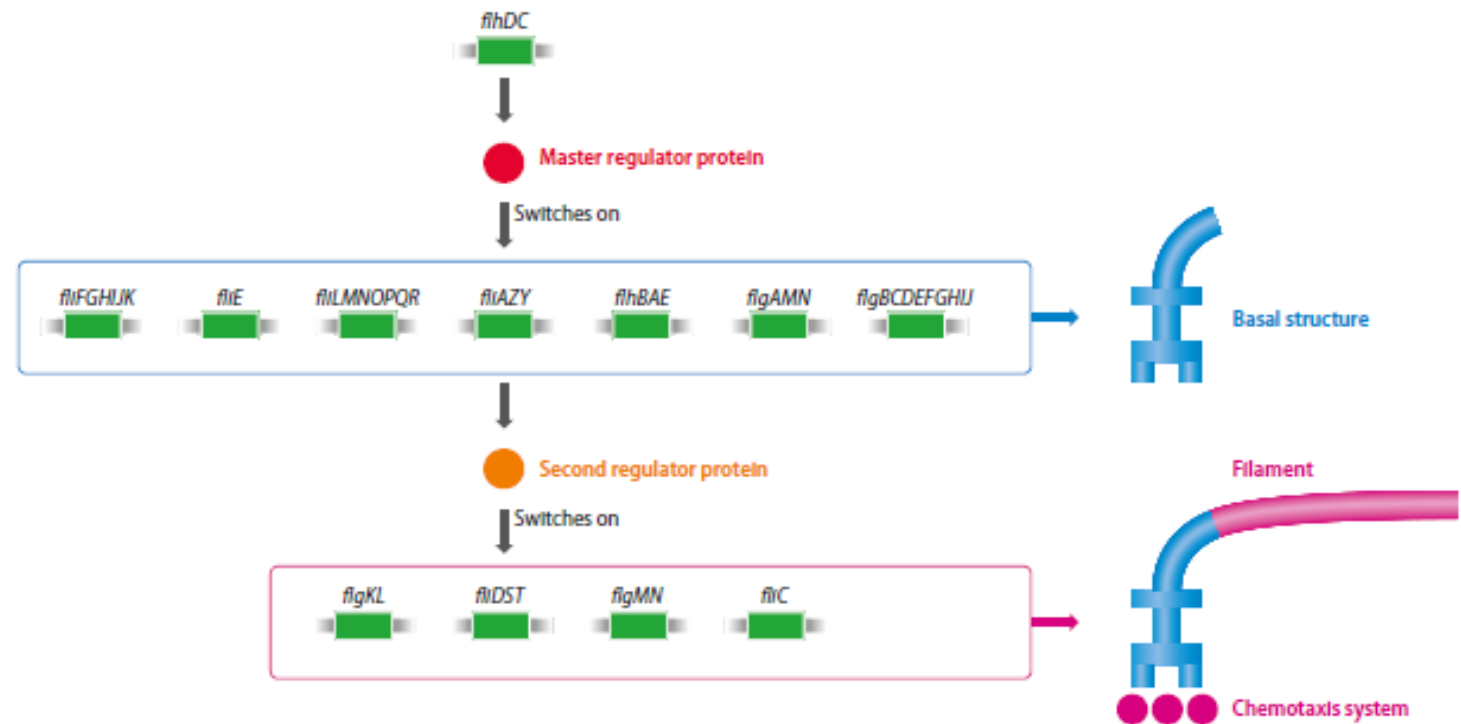 flhDC
Master regulator protein
Switches on
fliFGHIJK fliE fliLMNOPQR fliAZY flhBAE flgAMN flgBCDEFGHIJ
Basal structure
Second regulator protein
Filament
Switches on
flgKL fliDST flgMN fliC
Chemotaxis system